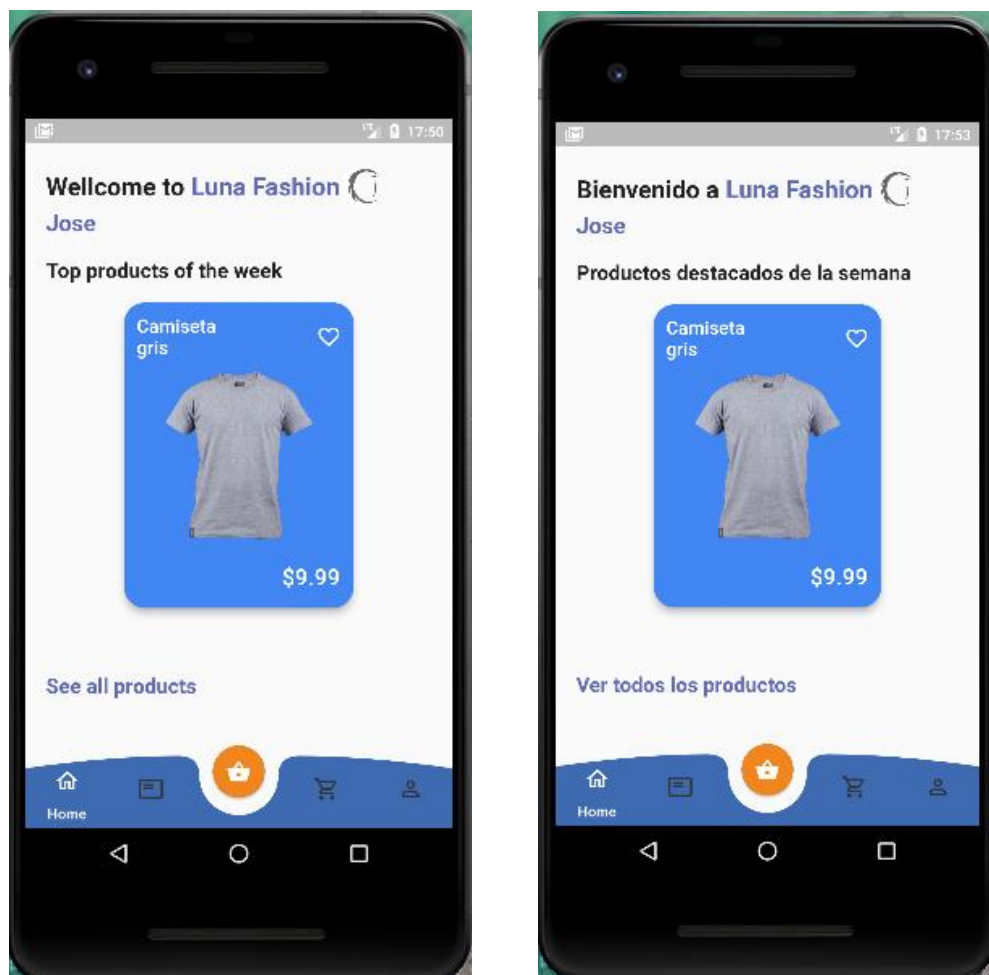 17:50
Wellcome to Luna Fashion
Jose
Top products of the week
Camiseta
gris
$9.99
See all products
Home
17:53
Bienvenido a Luna Fashion
Jose
Productos destacados de la semana
Camiseta
gris
$9.99
Ver todos los productos
Home